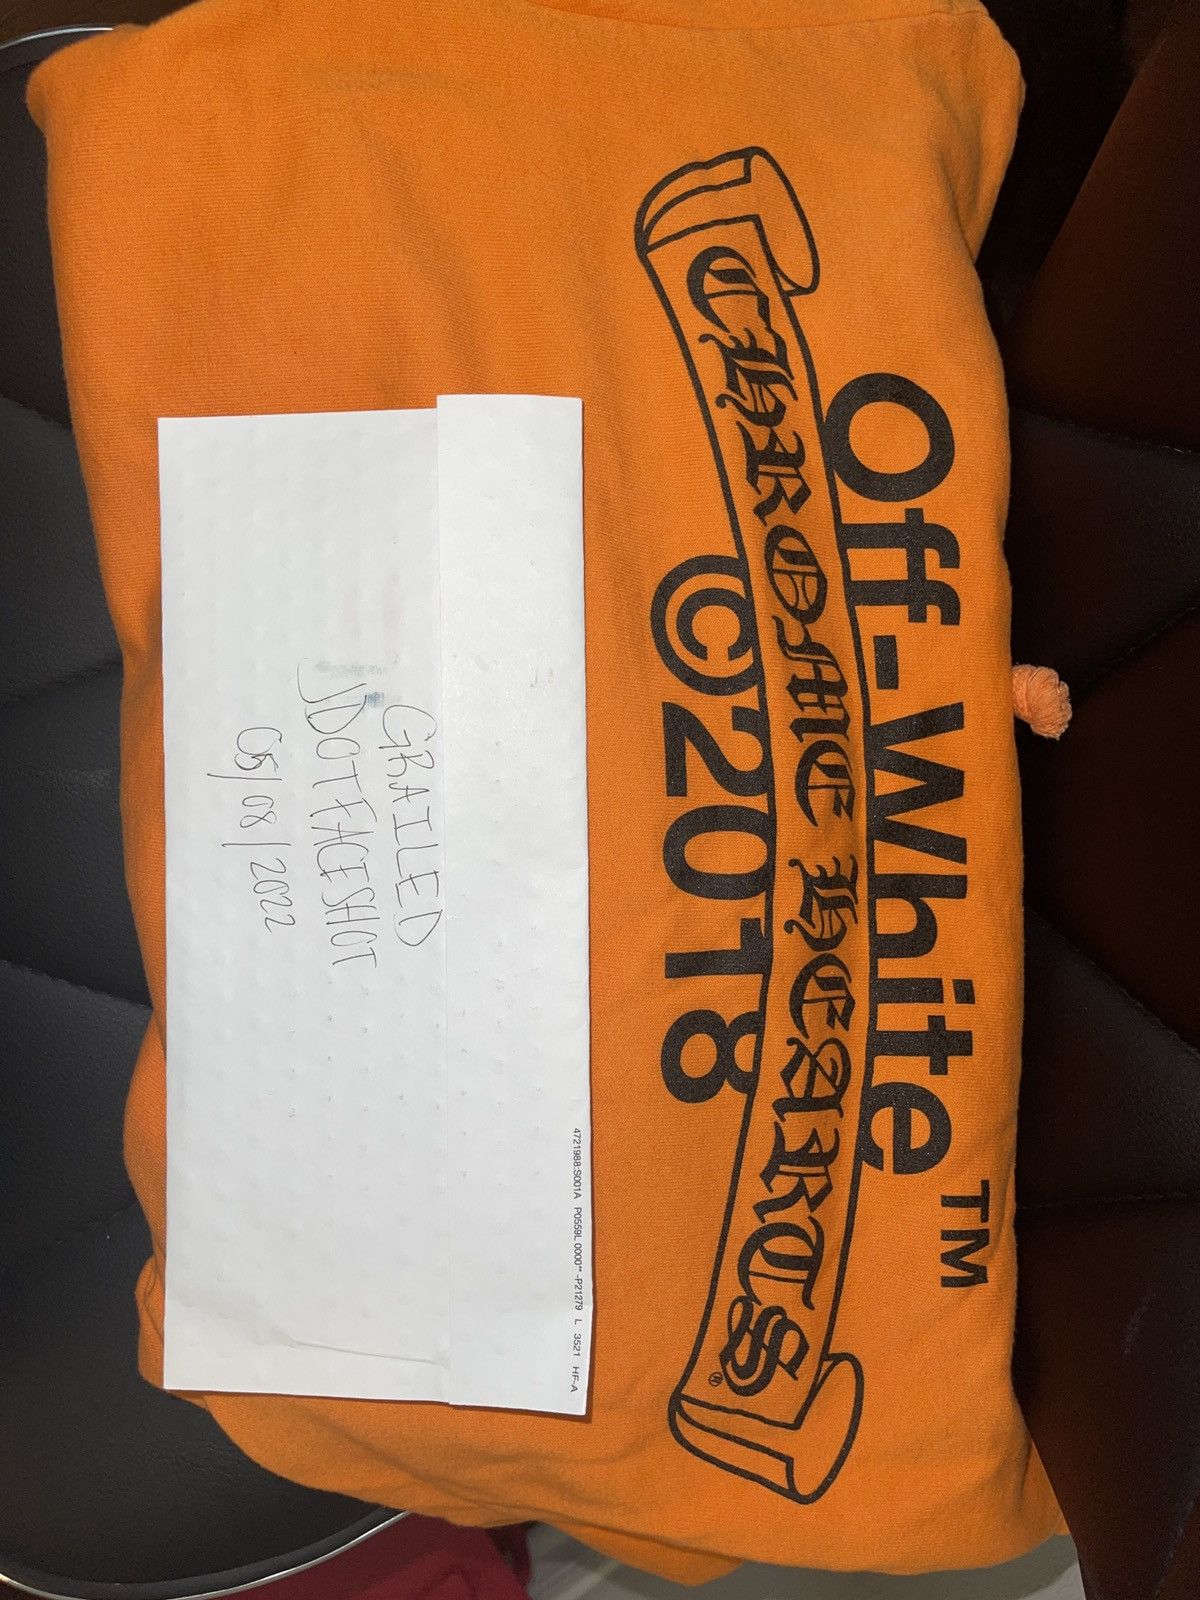 Off-White™
CHROME HEARTS®
©2018
GRAILED
JDOTFACESHOT
05/08/2022
4721988:S001A P0559L 0000** -P21279 L 3521 HF-A